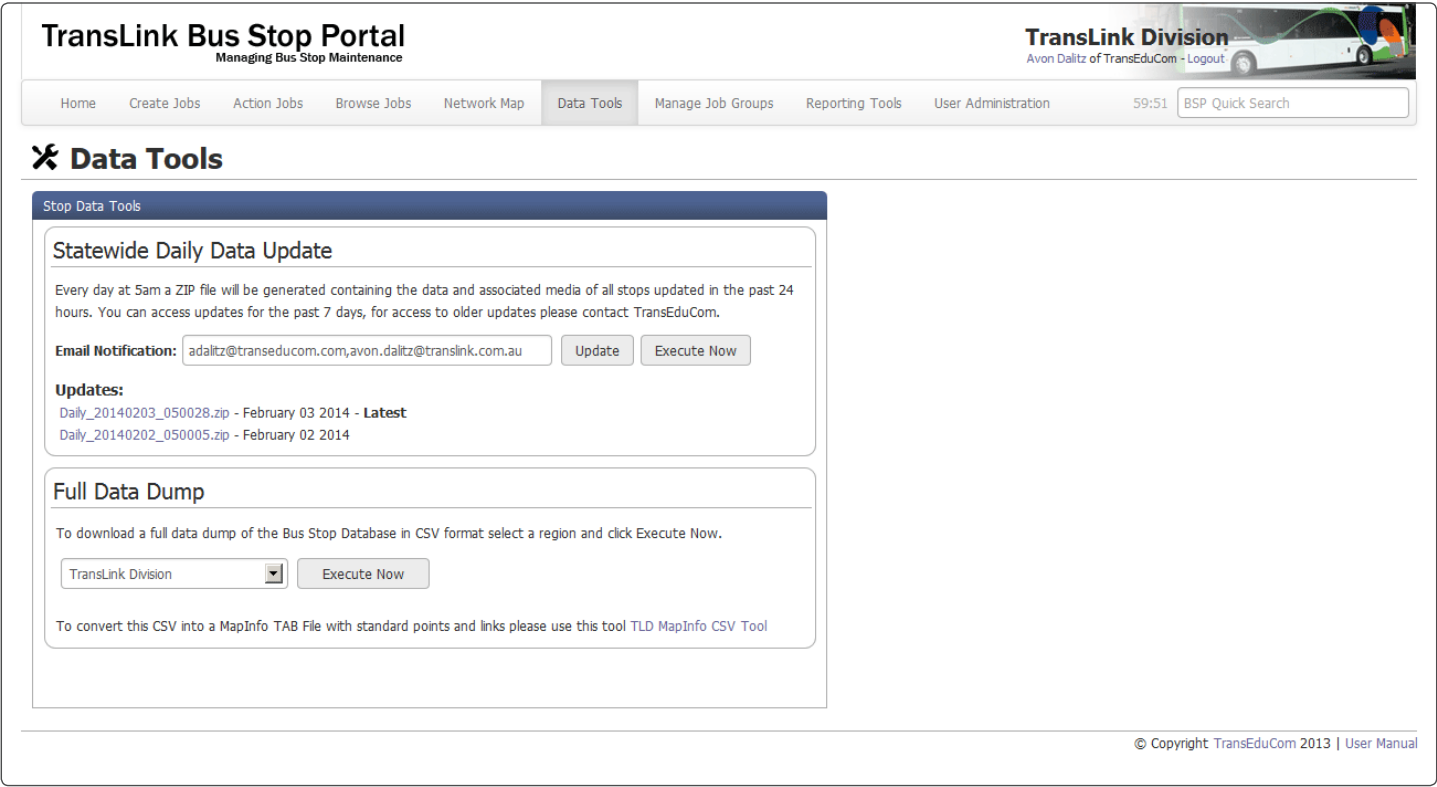 TransLink Bus Stop Portal
Managing Bus Stop Maintenance
TransLink Division
Avon Dalitz of TransEduCom - Logout
Home Create Jobs Action Jobs Browse Jobs Network Map Data Tools Manage Job Groups Reporting Tools User Administration 59:51 BSP Quick Search
Data Tools
Stop Data Tools
Statewide Daily Data Update
Every day at 5am a ZIP file will be generated containing the data and associated media of all stops updated in the past 24
hours. You can access updates for the past 7 days, for access to older updates please contact TransEduCom.
Email Notification: adalitz@transeducom.com,avon.dalitz@translink.com.au Update Execute Now
Updates:
Daily_20140203_050028.zip - February 03 2014 - Latest
Daily_20140202_050005.zip - February 02 2014
Full Data Dump
To download a full data dump of the Bus Stop Database in CSV format select a region and click Execute Now.
TransLink Division Execute Now
To convert this CSV into a MapInfo TAB File with standard points and links please use this tool TLD MapInfo CSV Tool
© Copyright TransEduCom 2013 | User Manual